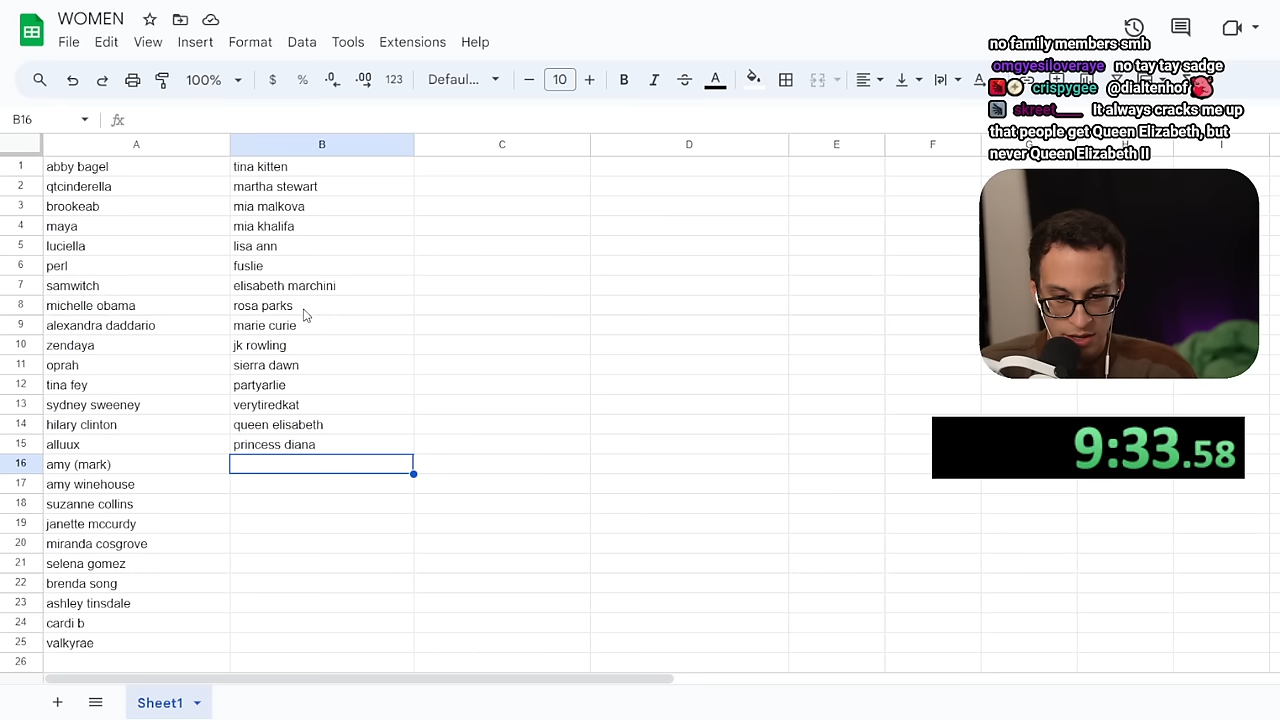 WOMEN
File Edit View Insert Format Data Tools Extensions Help
100% $ % .0 .00 123 Defaul... 10 B I S A
B16 fx
A B C D E F G H I
1 abby bagel tina kitten
2 qtcinderella martha stewart
3 brookeab mia malkova
4 maya mia khalifa
5 luciella lisa ann
6 perl fuslie
7 samwitch elisabeth marchini
8 michelle obama rosa parks
9 alexandra daddario marie curie
10 zendaya jk rowling
11 oprah sierra dawn
12 tina fey partyarlie
13 sydney sweeney verytiredkat
14 hilary clinton queen elisabeth
15 alluux princess diana
16 amy (mark)
17 amy winehouse
18 suzanne collins
19 janette mccurdy
20 miranda cosgrove
21 selena gomez
22 brenda song
23 ashley tinsdale
24 cardi b
25 valkyrae
26
Sheet1
no family members smh
omgyesiloveraye no tay tay sadge
crispygee @dialtenhof
skreet___ It always cracks me up
that people get Queen Elizabeth, but
never Queen Elizabeth II
9:33.58